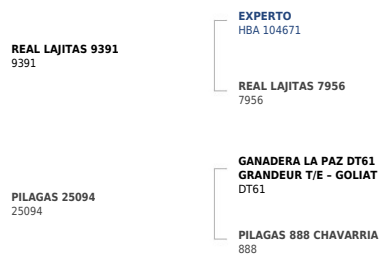 EXPERTO
HBA 104671
REAL LAJITAS 9391
9391
REAL LAJITAS 7956
7956
GANADERA LA PAZ DT61
GRANDEUR T/E – GOLIAT
DT61
PILAGAS 25094
25094
PILAGAS 888 CHAVARRIA
888